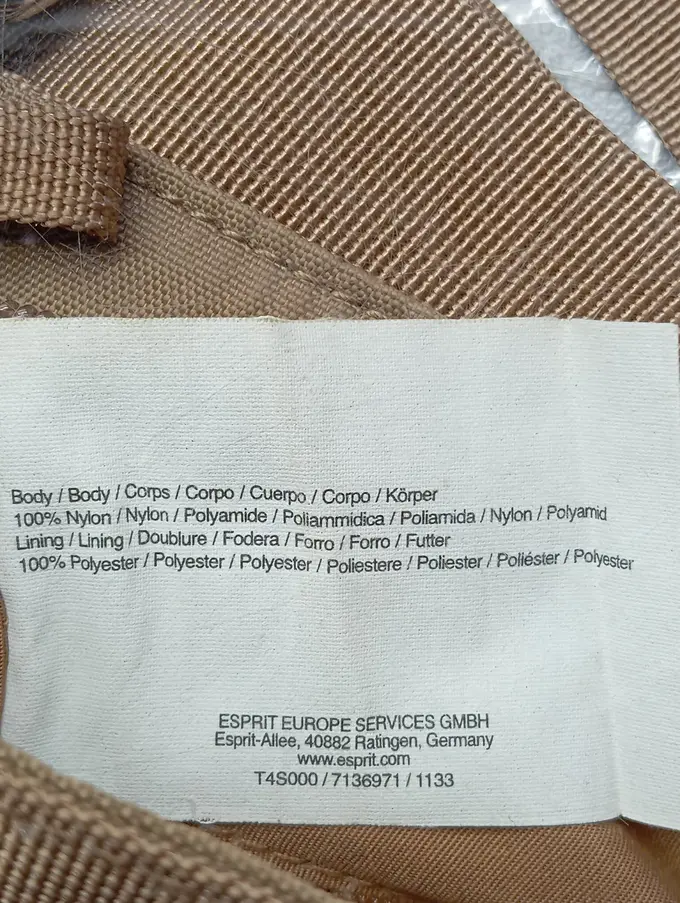 Body / Body / Corps / Corpo / Cuerpo / Corpo / Körper
100% Nylon / Nylon / Polyamide / Poliammidica / Poliamida / Nylon / Polyamid
Lining / Lining / Doublure / Fodera / Forro / Forro / Futter
100% Polyester / Polyester / Polyester / Poliestere / Poliester / Poliéster / Polyester
ESPRIT EUROPE SERVICES GMBH
Esprit-Allee, 40882 Ratingen, Germany
www.esprit.com
T4S000 / 7136971 / 1133